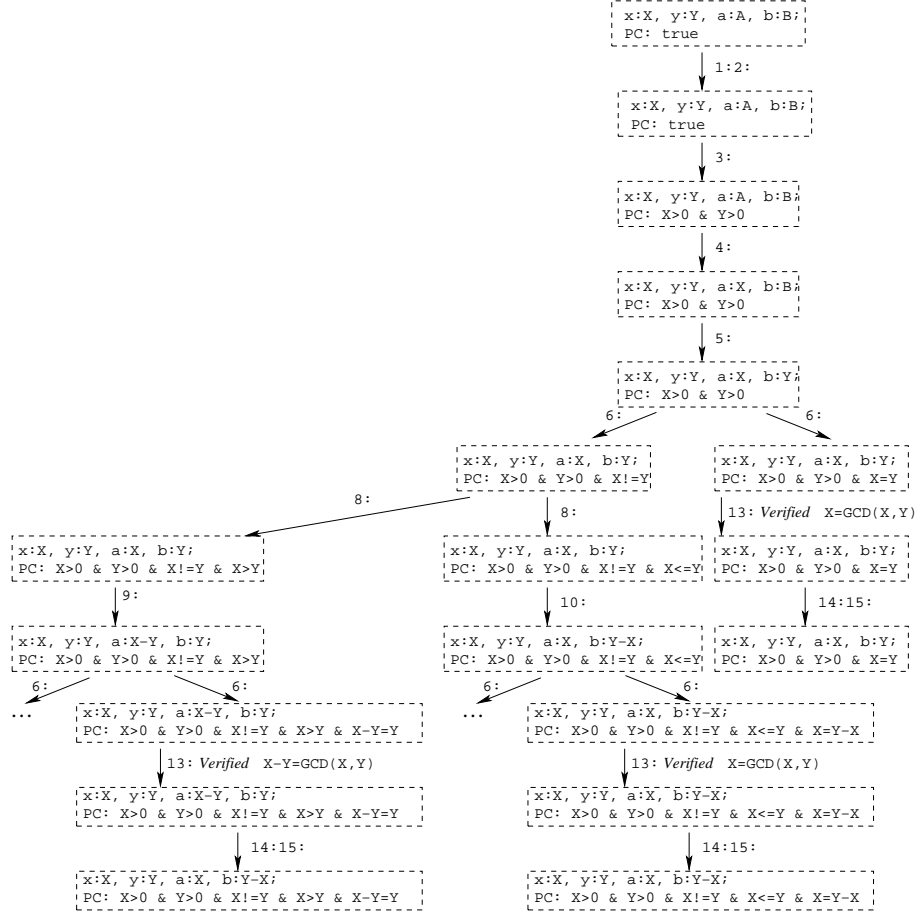 x:X, y:Y, a:A, b:B;
PC: true
1:2:
x:X, y:Y, a:A, b:B;
PC: true
3:
x:X, y:Y, a:A, b:B;
PC: X>0 & Y>0
4:
x:X, y:Y, a:X, b:B;
PC: X>0 & Y>0
5:
x:X, y:Y, a:X, b:Y;
PC: X>0 & Y>0
6:
6:
x:X, y:Y, a:X, b:Y;
PC: X>0 & Y>0 & X!=Y
x:X, y:Y, a:X, b:Y;
PC: X>0 & Y>0 & X=Y
8:
8:
13: Verified X=GCD(X,Y)
x:X, y:Y, a:X, b:Y;
PC: X>0 & Y>0 & X!=Y & X>Y
x:X, y:Y, a:X, b:Y;
PC: X>0 & Y>0 & X!=Y & X<=Y
x:X, y:Y, a:X, b:Y;
PC: X>0 & Y>0 & X=Y
9:
10:
14:15:
x:X, y:Y, a:X-Y, b:Y;
PC: X>0 & Y>0 & X!=Y & X>Y
x:X, y:Y, a:X, b:Y-X;
PC: X>0 & Y>0 & X!=Y & X<=Y
x:X, y:Y, a:X, b:Y;
PC: X>0 & Y>0 & X=Y
6:
6:
6:
6:
...
x:X, y:Y, a:X-Y, b:Y;
PC: X>0 & Y>0 & X!=Y & X>Y & X-Y=Y
...
x:X, y:Y, a:X, b:Y-X;
PC: X>0 & Y>0 & X!=Y & X<=Y & X=Y-X
13: Verified X-Y=GCD(X,Y)
13: Verified X=GCD(X,Y)
x:X, y:Y, a:X-Y, b:Y;
PC: X>0 & Y>0 & X!=Y & X>Y & X-Y=Y
x:X, y:Y, a:X, b:Y-X;
PC: X>0 & Y>0 & X!=Y & X<=Y & X=Y-X
14:15:
14:15:
x:X, y:Y, a:X, b:Y-X;
PC: X>0 & Y>0 & X!=Y & X>Y & X-Y=Y
x:X, y:Y, a:X, b:Y-X;
PC: X>0 & Y>0 & X!=Y & X<=Y & X=Y-X